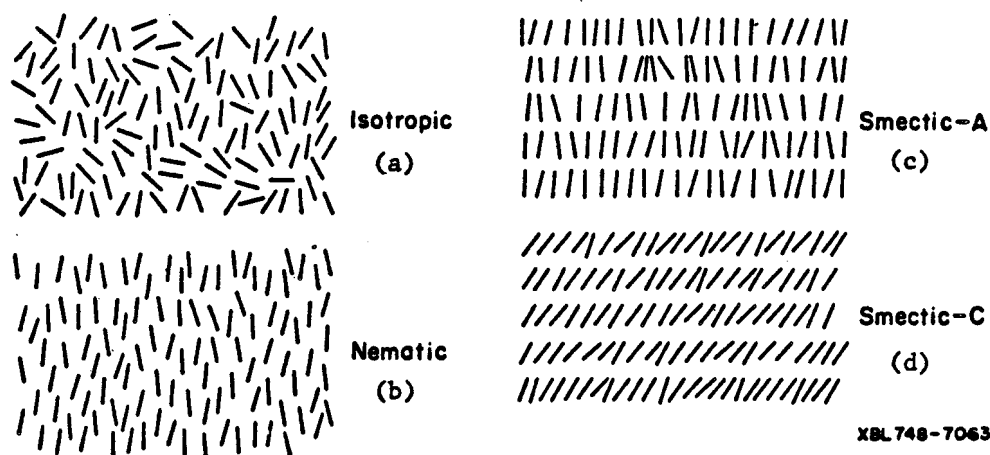 Isotropic
(a)
Smectic-A
(c)
Nematic
(b)
Smectic-C
(d)
XBL 748-7063